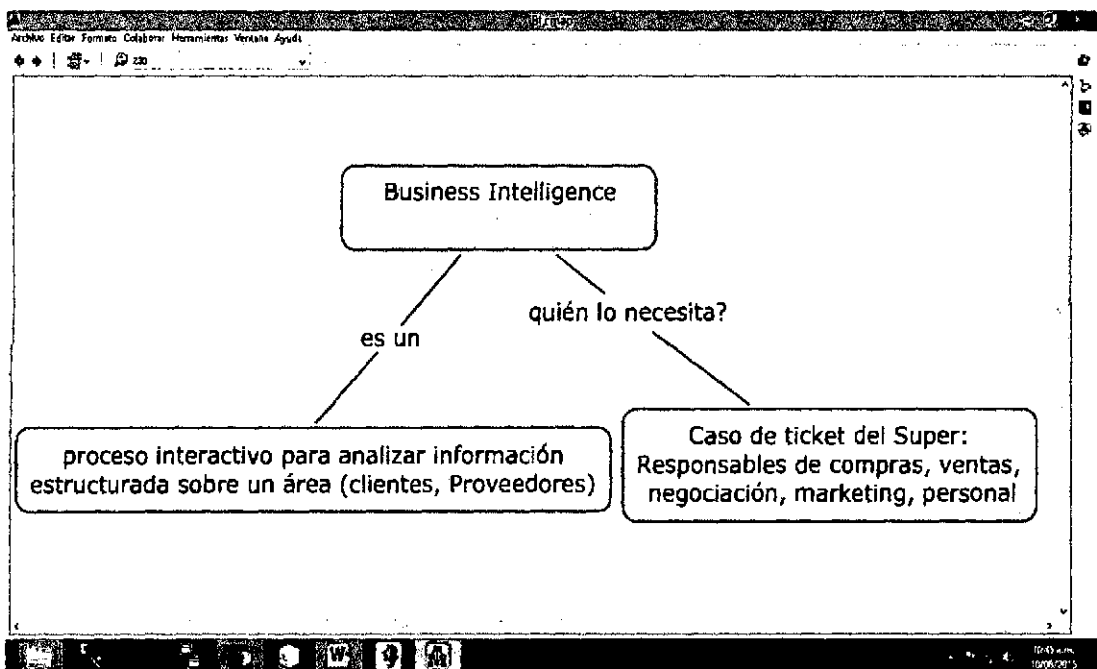 Archivo Editar Formato Colaborar Herramientas Ventana Ayuda
230
Business Intelligence
quién lo necesita?
es un
Caso de ticket del Super:
Responsables de compras, ventas,
negociación, marketing, personal
proceso interactivo para analizar información
estructurada sobre un área (clientes, Proveedores)